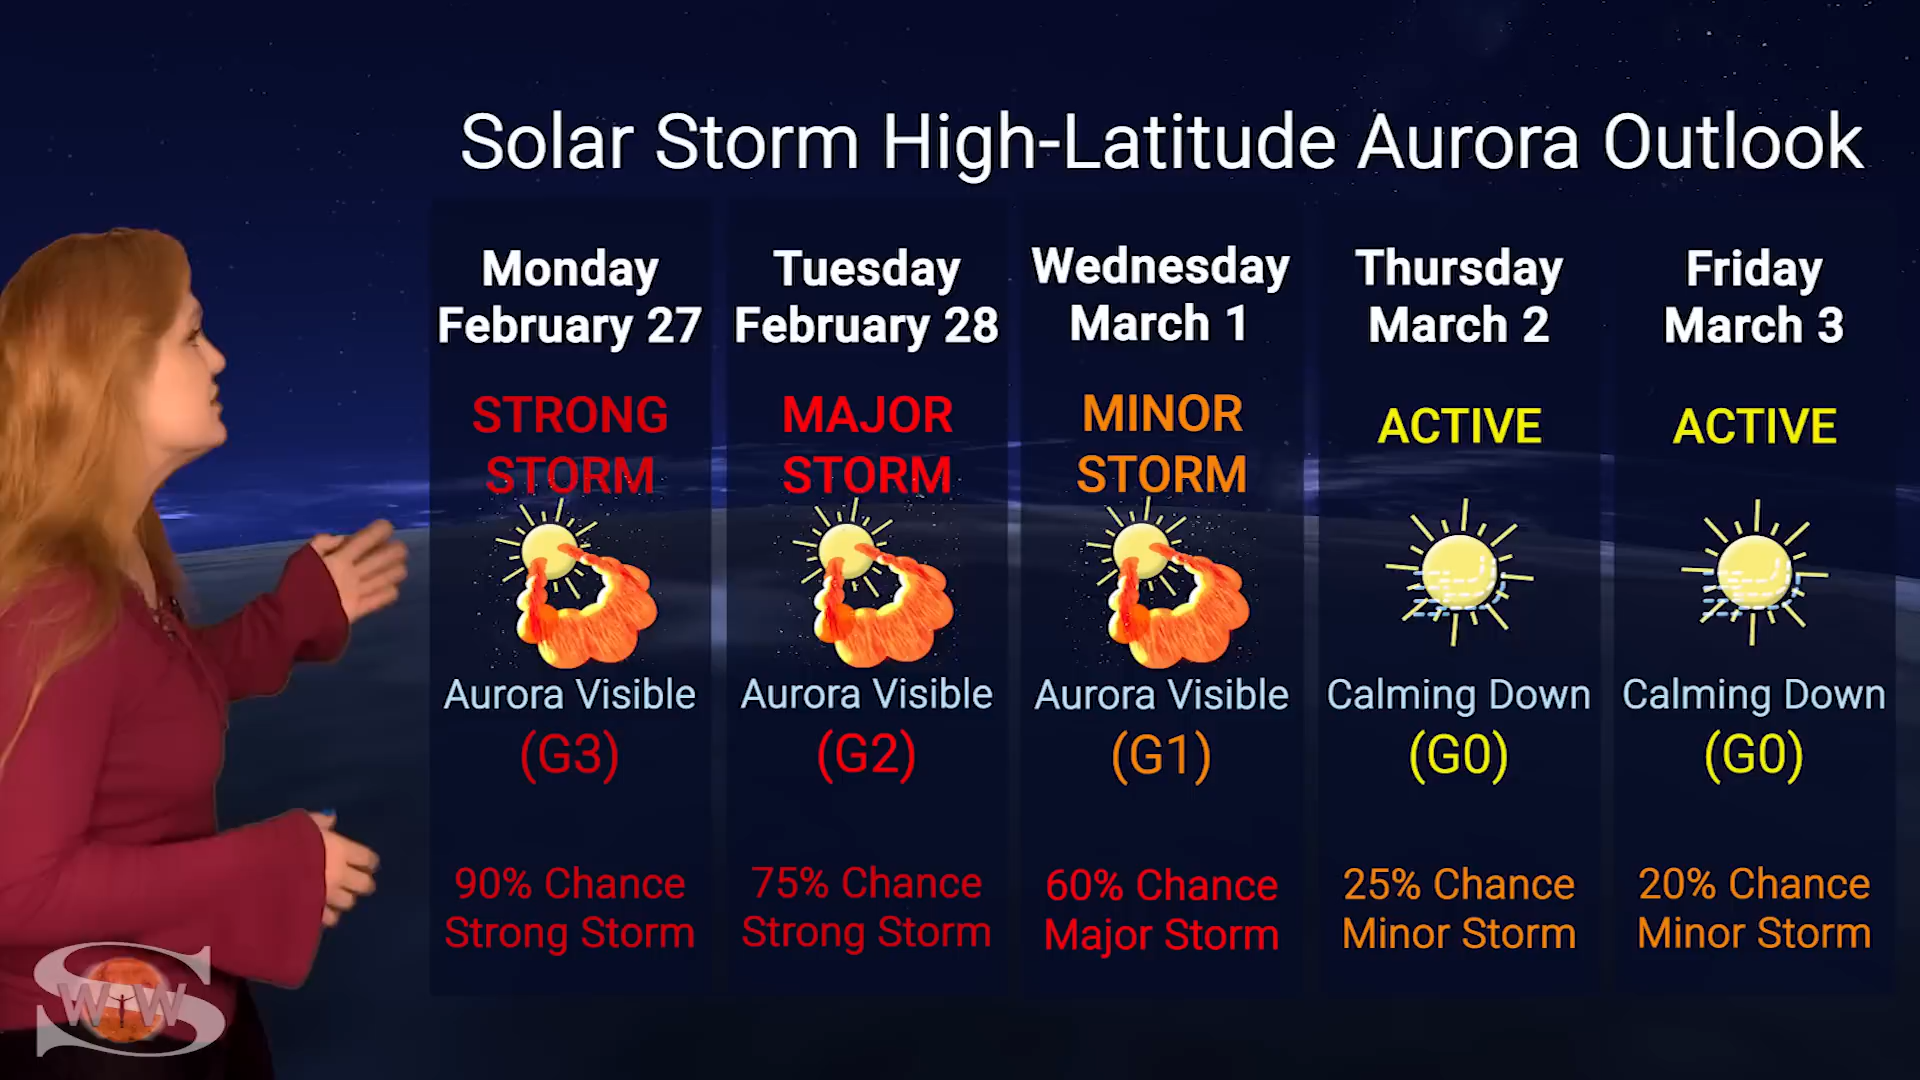 Solar Storm High-Latitude Aurora Outlook
Monday
February 27
STRONG
STORM
Aurora Visible
(G3)
90% Chance
Strong Storm
Tuesday
February 28
MAJOR
STORM
Aurora Visible
(G2)
75% Chance
Strong Storm
Wednesday
March 1
MINOR
STORM
Aurora Visible
(G1)
60% Chance
Major Storm
Thursday
March 2
ACTIVE
Calming Down
(G0)
25% Chance
Minor Storm
Friday
March 3
ACTIVE
Calming Down
(G0)
20% Chance
Minor Storm
S
W W